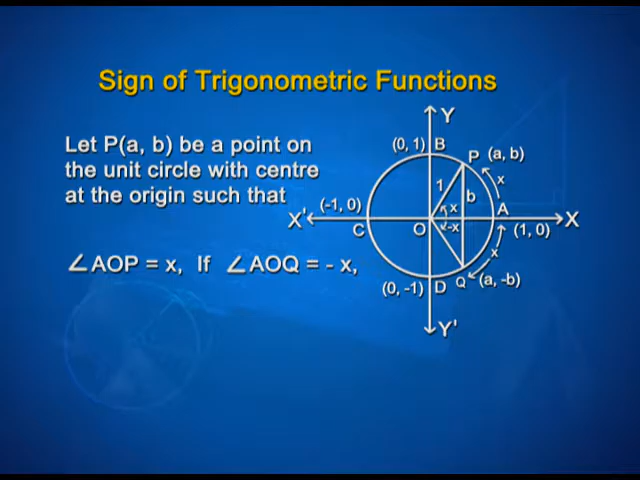 Sign of Trigonometric Functions
Let P(a, b) be a point on
the unit circle with centre
at the origin such that
∠AOP = x, If ∠AOQ = - x,
Y
(0, 1) B
P (a, b)
x
1
b
(-1, 0)
x
A
X'
X
C
O
-x
(1, 0)
x
(0, -1) D Q (a, -b)
Y'